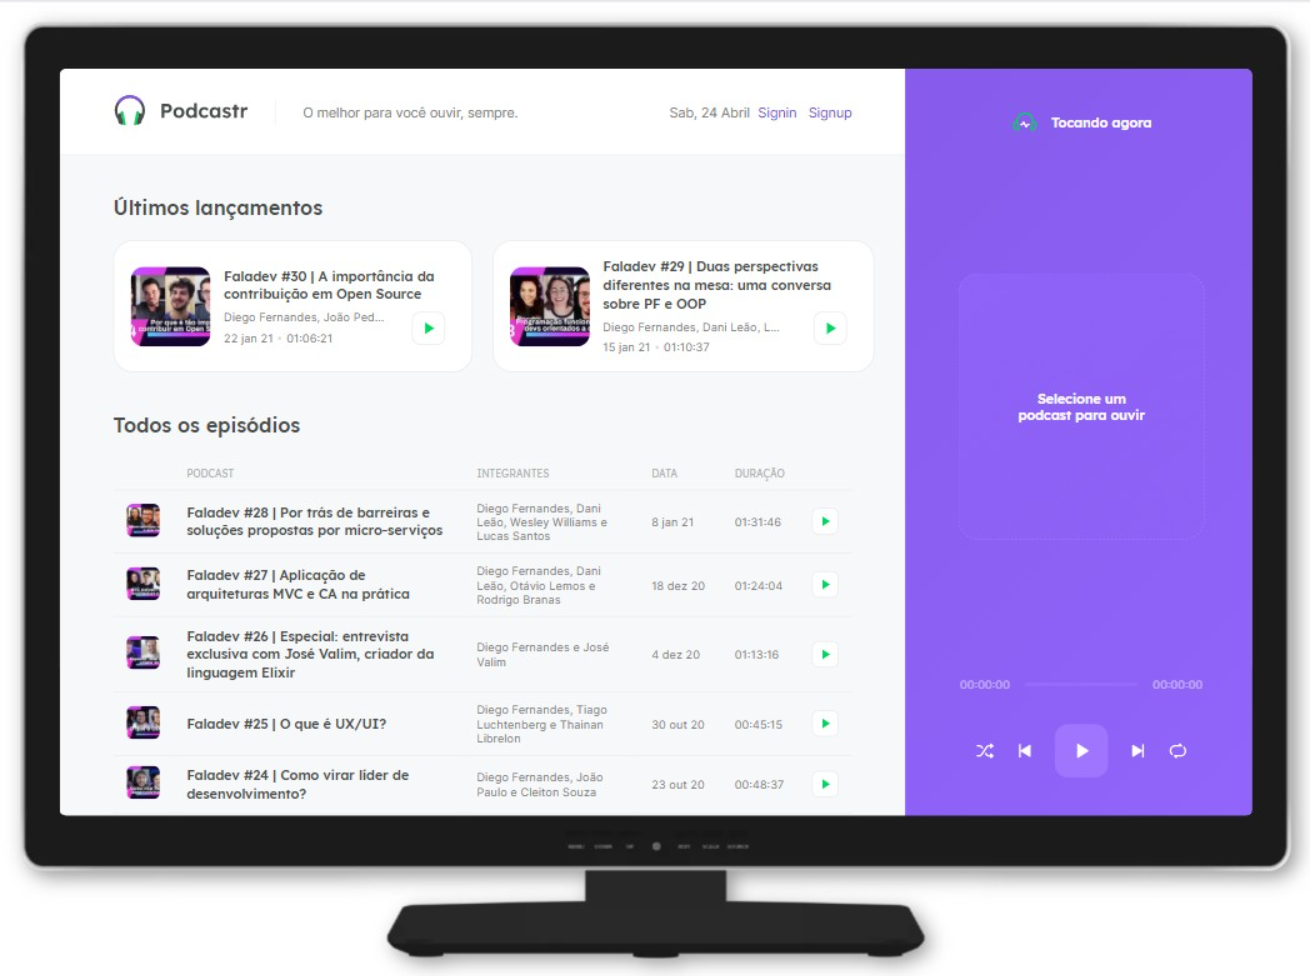 Podcastr
O melhor para você ouvir, sempre.
Sab, 24 Abril Signin Signup
Últimos lançamentos
Faladev #30 | A importância da
contribuição em Open Source
Diego Fernandes, João Ped...
22 jan 21 • 01:06:21
Faladev #29 | Duas perspectivas
diferentes na mesa: uma conversa
sobre PF e OOP
Diego Fernandes, Dani Leão, L...
15 jan 21 • 01:10:37
Todos os episódios
PODCAST INTEGRANTES DATA DURAÇÃO
Faladev #28 | Por trás de barreiras e
soluções propostas por micro-serviços
Diego Fernandes, Dani
Leão, Wesley Williams e
Lucas Santos
8 jan 21
01:31:46
Faladev #27 | Aplicação de
arquiteturas MVC e CA na prática
Diego Fernandes, Dani
Leão, Otávio Lemos e
Rodrigo Branas
18 dez 20
01:24:04
Faladev #26 | Especial: entrevista
exclusiva com José Valim, criador da
linguagem Elixir
Diego Fernandes e José
Valim
4 dez 20
01:13:16
Faladev #25 | O que é UX/UI?
Diego Fernandes, Tiago
Luchtenberg e Thainan
Librelon
30 out 20
00:45:15
Faladev #24 | Como virar lider de
desenvolvimento?
Diego Fernandes, João
Paulo e Cleiton Souza
23 out 20
00:48:37
Tocando agora
Selecione um
podcast para ouvir
00:00:00 00:00:00